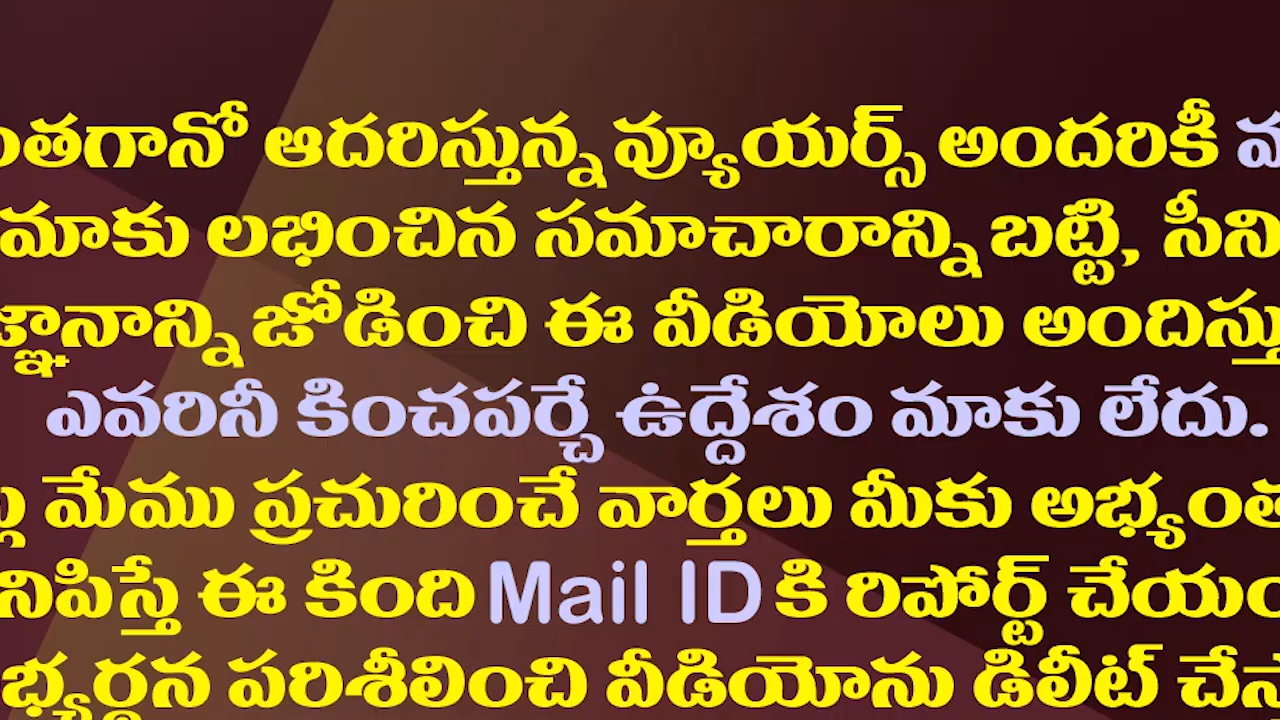 ంతగానో ఆదరిస్తున్న వ్యూయర్స్ అందరికీ
మాకు లభించిన సమాచారాన్ని బట్టి, సీని
జ్ఞానాన్ని జోడించి ఈ వీడియోలు అందిస్తు
ఎవరినీ కించపర్చే ఉద్దేశం మాకు లేదు.
మేము ప్రచురించే వార్తలు మీకు అభ్యంత
నిపిస్తే ఈ కింది Mail ID కి రిపోర్ట్ చేయం
భ్యర్థన పరిశీలించి వీడియోను డిలీట్ చేస